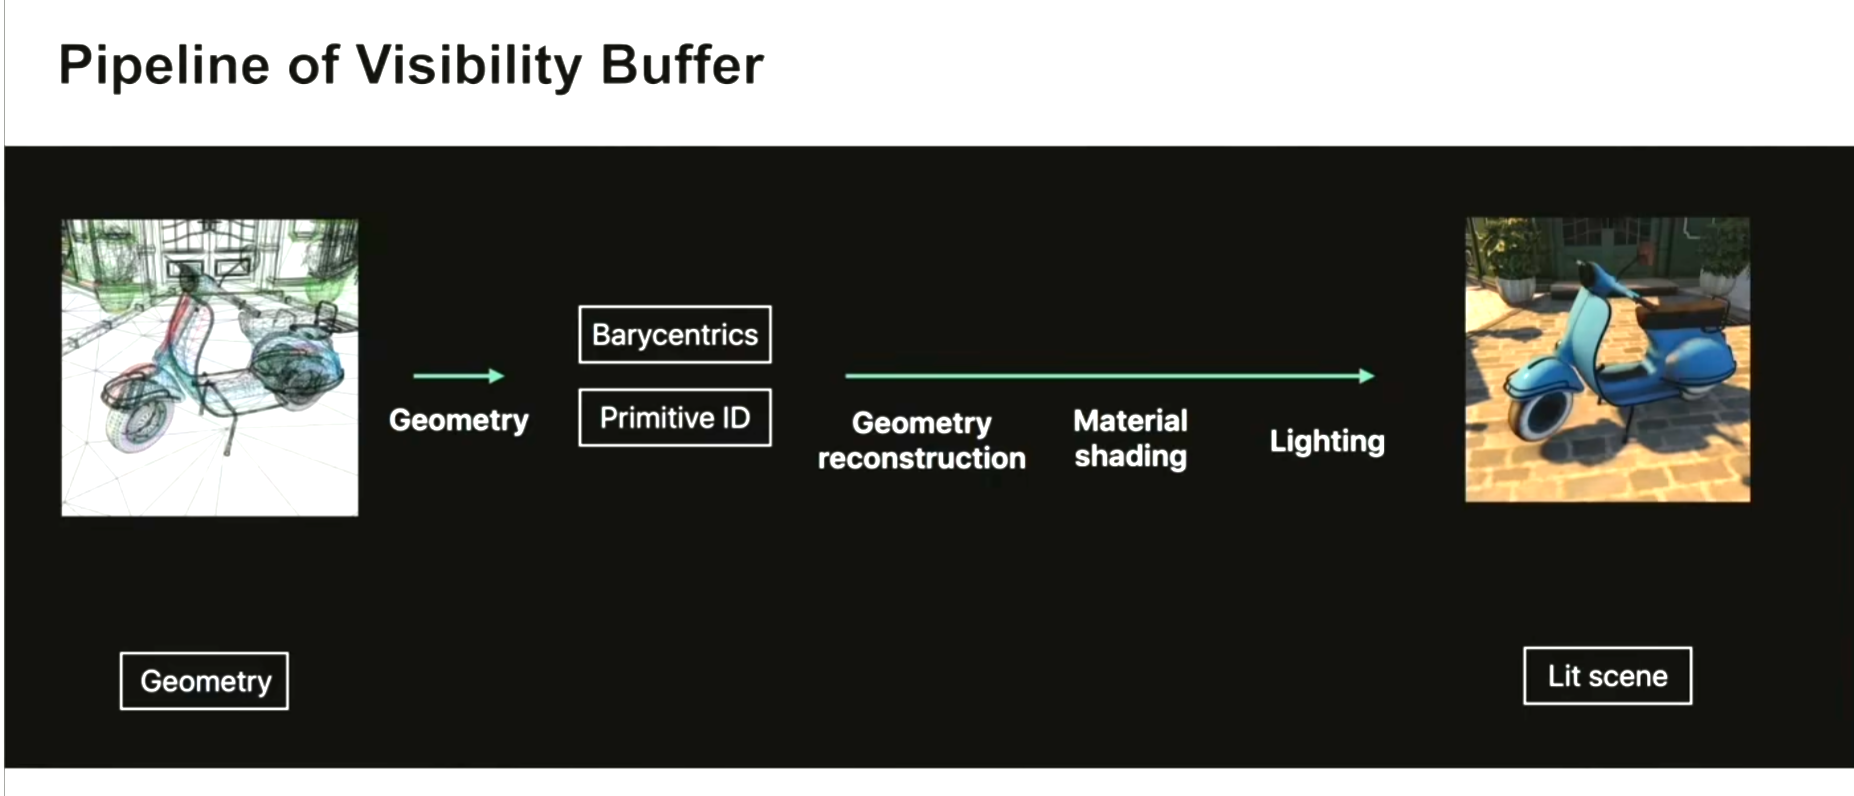 Pipeline of Visibility Buffer
Barycentrics
Primitive ID
Geometry
Geometry
reconstruction
Material
shading
Lighting
Geometry
Lit scene